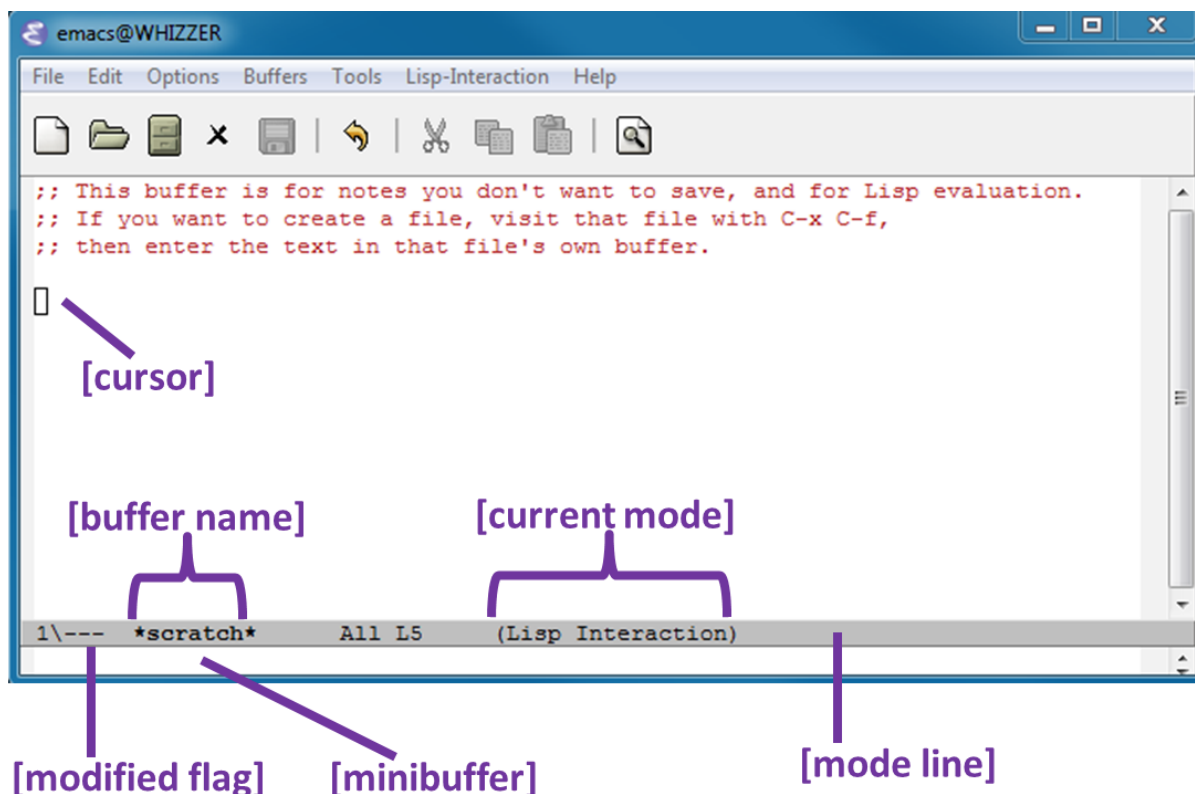 emacs@WHIZZER
File Edit Options Buffers Tools Lisp-Interaction Help
;; This buffer is for notes you don't want to save, and for Lisp evaluation.
;; If you want to create a file, visit that file with C-x C-f,
;; then enter the text in that file's own buffer.
[cursor]
[buffer name] [current mode]
1\--- *scratch* All L5 (Lisp Interaction)
[modified flag] [minibuffer] [mode line]